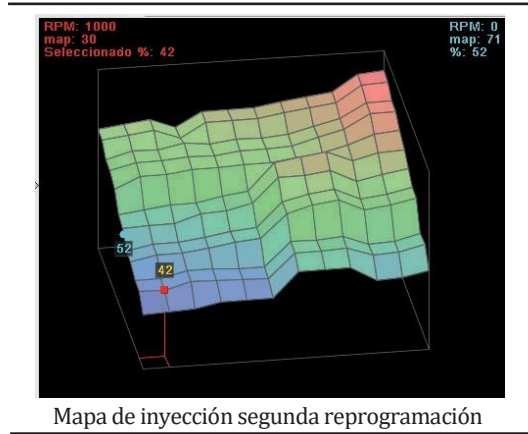 RPM: 1000
map: 30
Seleccionado %: 42
RPM: 0
map: 71
%: 52
52
42
Mapa de inyección segunda reprogramación